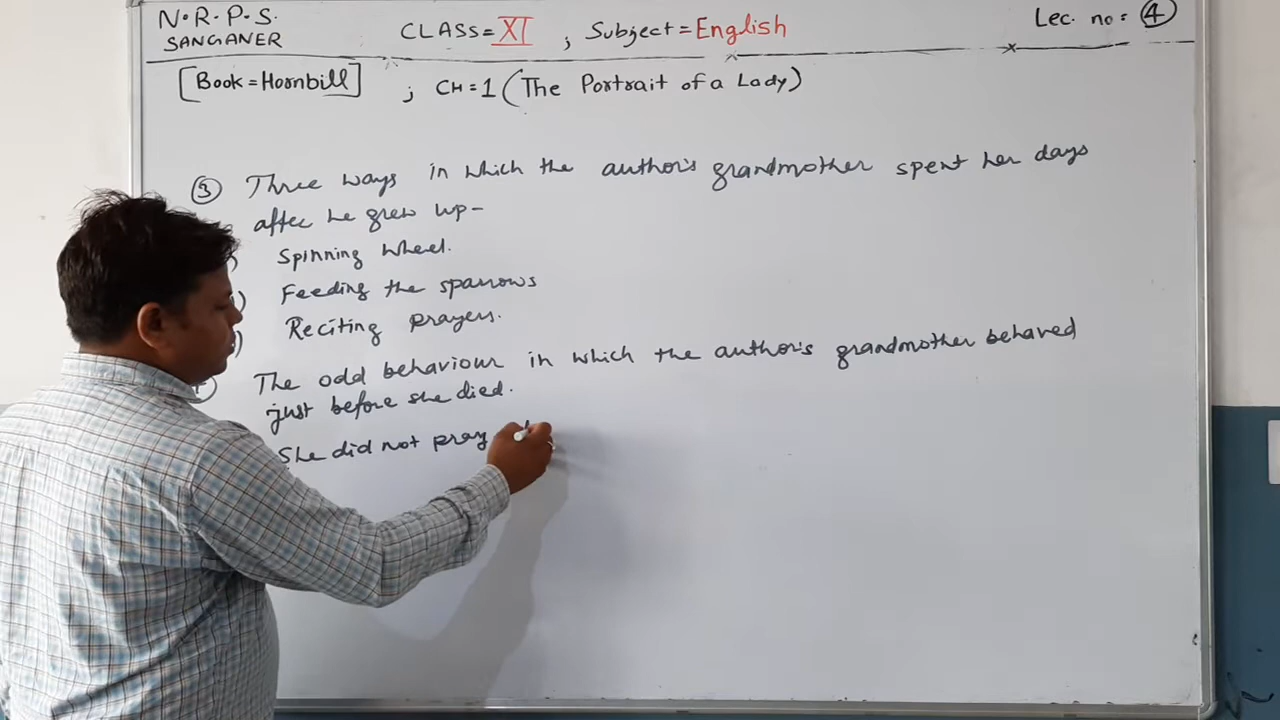 N.R.P.S.
SANGANER
CLASS = XI ; Subject = English
Lec. no: 4
[Book = Hornbill] ; CH = 1 (The Portrait of a Lady)
3 Three ways in which the author's grandmother spent her days
after he grew up-
) Spinning wheel.
) Feeding the sparrows
) Reciting prayers.
The odd behaviour in which the author's grandmother behaved
just before she died.
She did not pray